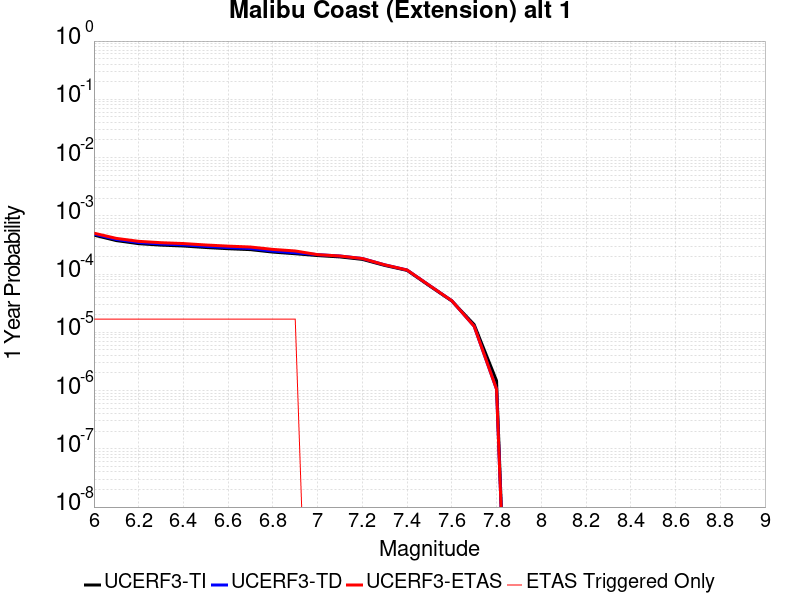 Malibu Coast (Extension) alt 1
10^0
10^-1
10^-2
10^-3
10^-4
10^-5
10^-6
10^-7
10^-8
1 Year Probability
6 6.2 6.4 6.6 6.8 7 7.2 7.4 7.6 7.8 8 8.2 8.4 8.6 8.8 9
Magnitude
UCERF3-TI UCERF3-TD UCERF3-ETAS ETAS Triggered Only